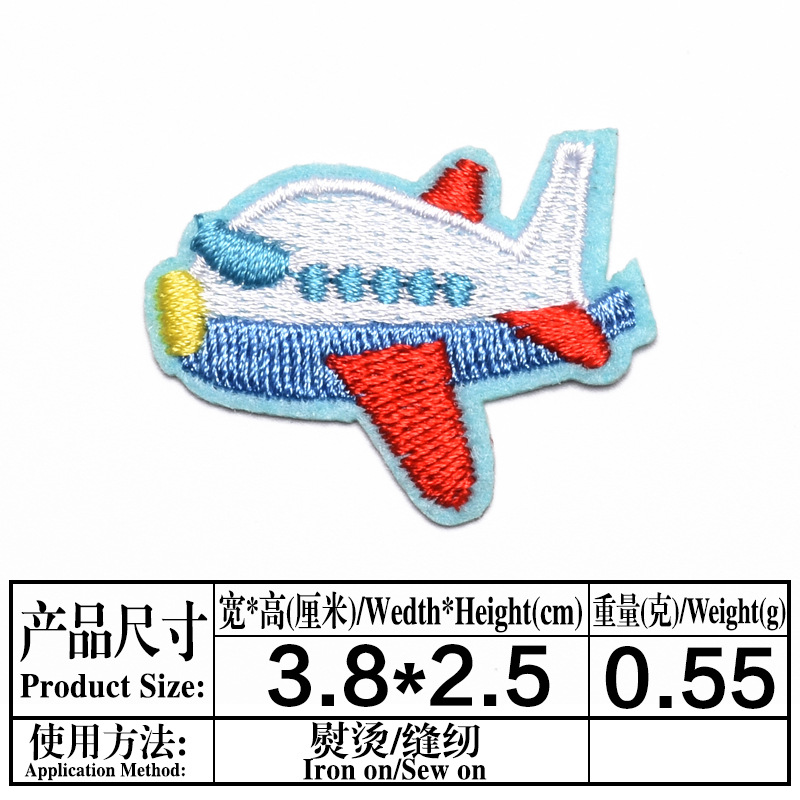 产品尺寸
Product Size:
宽*高(厘米)/Wedth*Height(cm)
重量(克)/Weight(g)
3.8*2.5
0.55
使用方法:
Application Method:
熨烫/缝纫
Iron on/Sew on